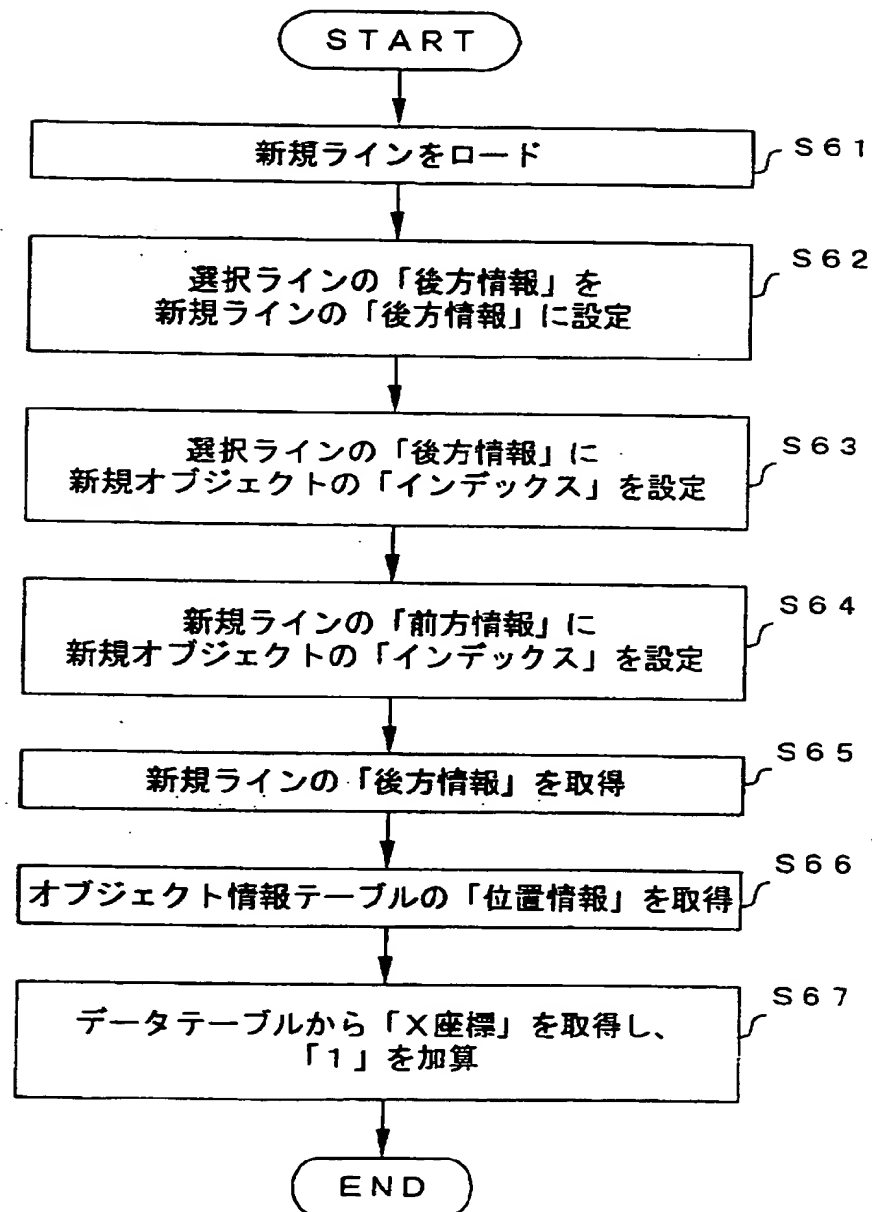 START
新規ラインをロード
S61
選択ラインの「後方情報」を
新規ラインの「後方情報」に設定
S62
選択ラインの「後方情報」に
新規オブジェクトの「インデックス」を設定
S63
新規ラインの「前方情報」に
新規オブジェクトの「インデックス」を設定
S64
新規ラインの「後方情報」を取得
S65
オブジェクト情報テーブルの「位置情報」を取得
S66
データテーブルから「X座標」を取得し、
「1」を加算
S67
END